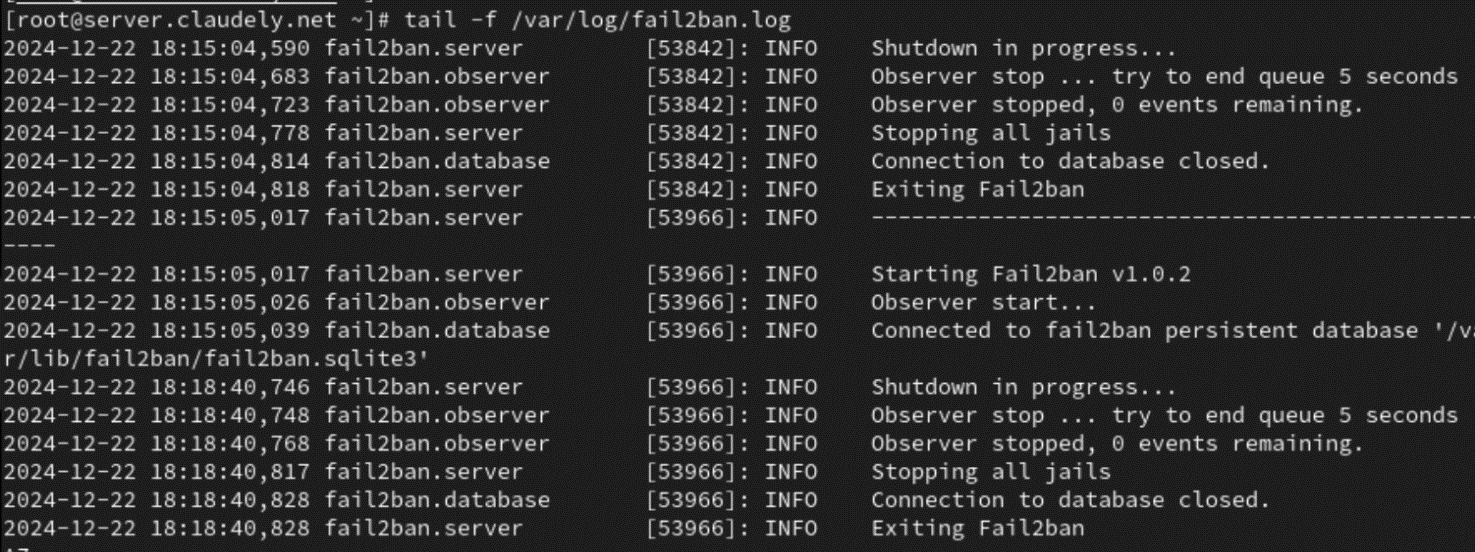 [root@server.claudely.net ~]# tail -f /var/log/fail2ban.log
2024-12-22 18:15:04,590 fail2ban.server         [53842]: INFO    Shutdown in progress...
2024-12-22 18:15:04,683 fail2ban.observer       [53842]: INFO    Observer stop ... try to end queue 5 seconds
2024-12-22 18:15:04,723 fail2ban.observer       [53842]: INFO    Observer stopped, 0 events remaining.
2024-12-22 18:15:04,778 fail2ban.server         [53842]: INFO    Stopping all jails
2024-12-22 18:15:04,814 fail2ban.database       [53842]: INFO    Connection to database closed.
2024-12-22 18:15:04,818 fail2ban.server         [53842]: INFO    Exiting Fail2ban
2024-12-22 18:15:05,017 fail2ban.server         [53966]: INFO    ----------------------------------------------
----
2024-12-22 18:15:05,017 fail2ban.server         [53966]: INFO    Starting Fail2ban v1.0.2
2024-12-22 18:15:05,026 fail2ban.observer       [53966]: INFO    Observer start...
2024-12-22 18:15:05,039 fail2ban.database       [53966]: INFO    Connected to fail2ban persistent database '/va
r/lib/fail2ban/fail2ban.sqlite3'
2024-12-22 18:18:40,746 fail2ban.server         [53966]: INFO    Shutdown in progress...
2024-12-22 18:18:40,748 fail2ban.observer       [53966]: INFO    Observer stop ... try to end queue 5 seconds
2024-12-22 18:18:40,768 fail2ban.observer       [53966]: INFO    Observer stopped, 0 events remaining.
2024-12-22 18:18:40,817 fail2ban.server         [53966]: INFO    Stopping all jails
2024-12-22 18:18:40,828 fail2ban.database       [53966]: INFO    Connection to database closed.
2024-12-22 18:18:40,828 fail2ban.server         [53966]: INFO    Exiting Fail2ban